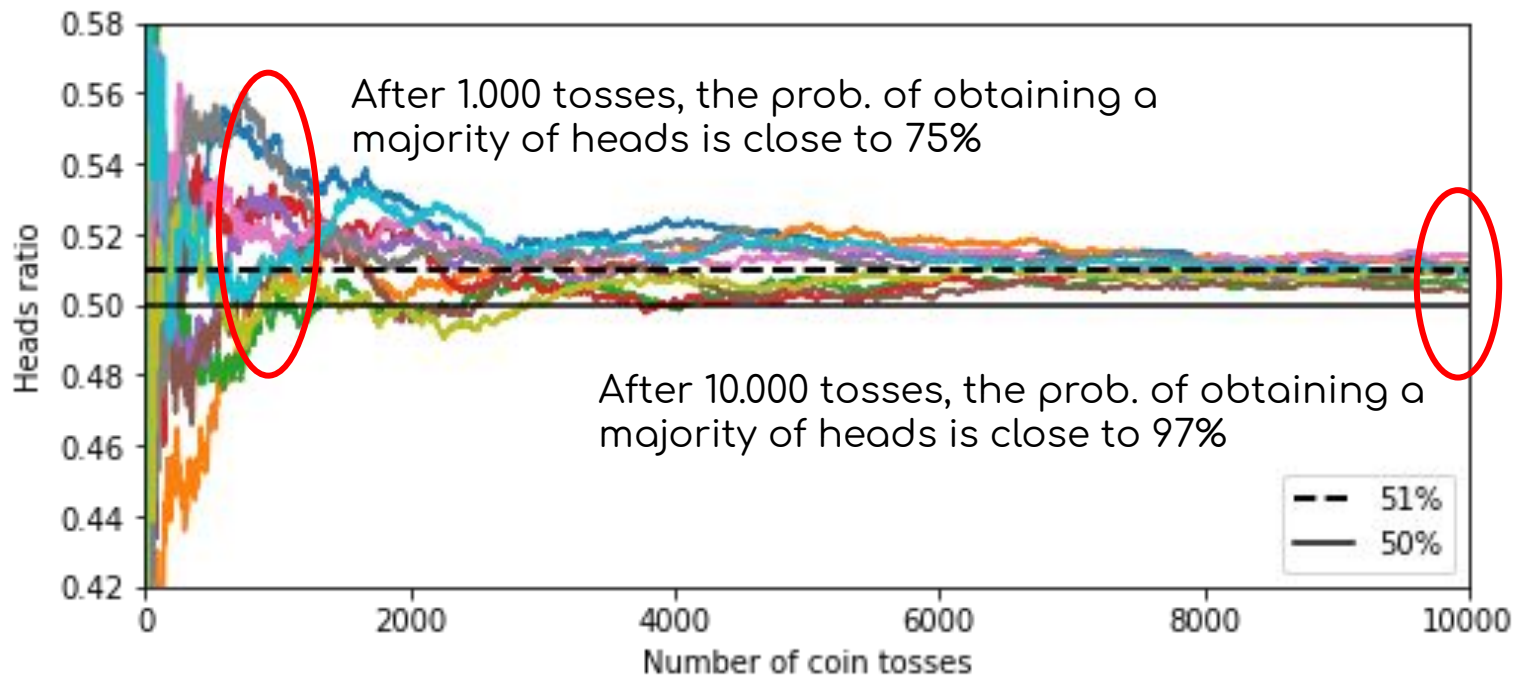 0.58
0.56
0.54
0.52
0.50
0.48
0.46
0.44
0.42
Heads ratio
After 1.000 tosses, the prob. of obtaining a
majority of heads is close to 75%
After 10.000 tosses, the prob. of obtaining a
majority of heads is close to 97%
51%
50%
0
2000
4000
6000
8000
10000
Number of coin tosses